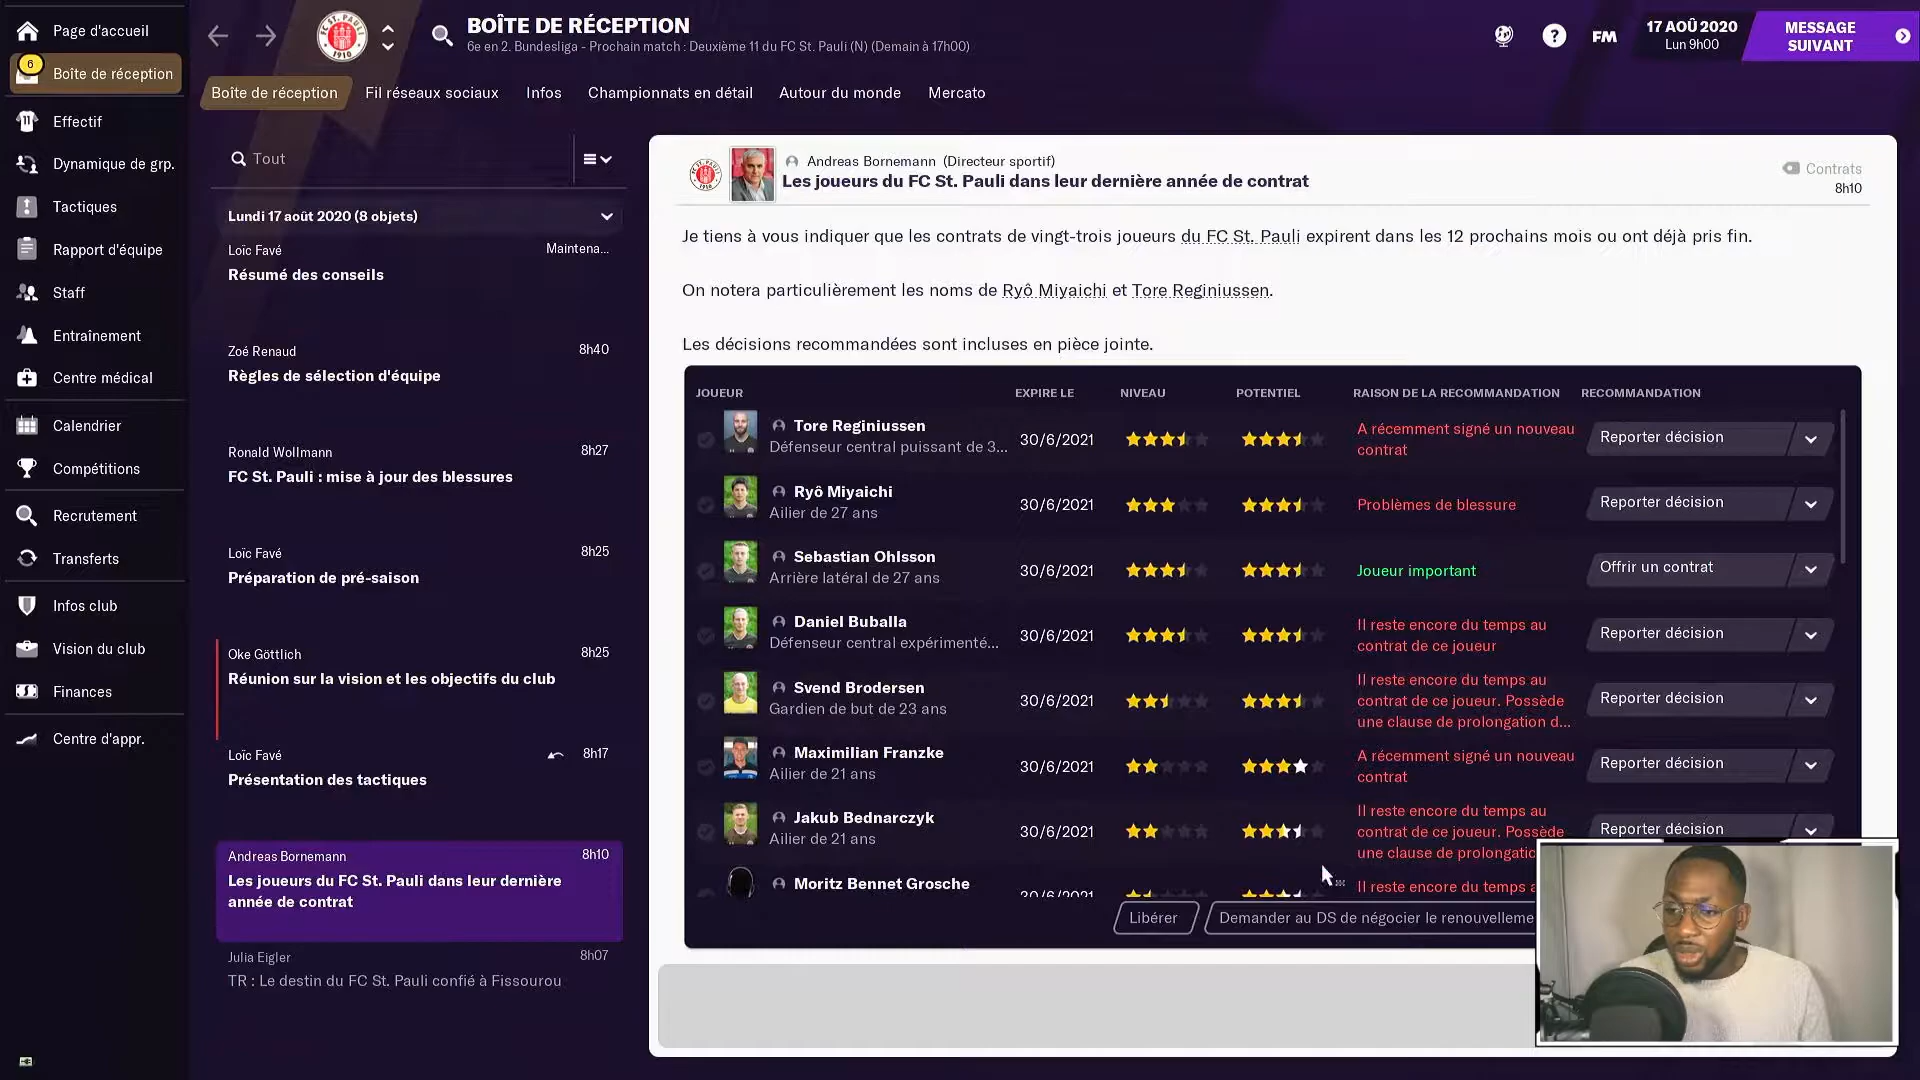 Page d'accueil
6
Boîte de réception
Effectif
Dynamique de grp.
Tactiques
Rapport d'équipe
Staff
Entraînement
Centre médical
Calendrier
Compétitions
Recrutement
Transferts
Infos club
Vision du club
Finances
Centre d'appr.
BOÎTE DE RÉCEPTION
6e en 2. Bundesliga - Prochain match : Deuxième 11 du FC St. Pauli (N) (Demain à 17h00)
FM
17 AOÛ 2020
Lun 9h00
MESSAGE
SUIVANT
Boîte de réception
Fil réseaux sociaux
Infos
Championnats en détail
Autour du monde
Mercato
Tout
Lundi 17 août 2020 (8 objets)
Loïc Favé Maintena...
Résumé des conseils
Zoé Renaud 8h40
Règles de sélection d'équipe
Ronald Wollmann 8h27
FC St. Pauli : mise à jour des blessures
Loïc Favé 8h25
Préparation de pré-saison
Oke Göttlich 8h25
Réunion sur la vision et les objectifs du club
Loïc Favé 8h17
Présentation des tactiques
Andreas Bornemann 8h10
Les joueurs du FC St. Pauli dans leur dernière
année de contrat
Julia Eigler 8h07
TR : Le destin du FC St. Pauli confié à Fissourou
Andreas Bornemann (Directeur sportif)
Les joueurs du FC St. Pauli dans leur dernière année de contrat
Contrats
8h10
Je tiens à vous indiquer que les contrats de vingt-trois joueurs du FC St. Pauli expirent dans les 12 prochains mois ou ont déjà pris fin.
On notera particulièrement les noms de Ryô Miyaichi et Tore Reginiussen.
Les décisions recommandées sont incluses en pièce jointe.
JOUEUR EXPIRE LE NIVEAU POTENTIEL RAISON DE LA RECOMMANDATION RECOMMANDATION
Tore Reginiussen
Défenseur central puissant de 3...
30/6/2021
A récemment signé un nouveau
contrat
Reporter décision
Ryô Miyaichi
Ailier de 27 ans
30/6/2021
Problèmes de blessure
Reporter décision
Sebastian Ohlsson
Arrière latéral de 27 ans
30/6/2021
Joueur important
Offrir un contrat
Daniel Buballa
Défenseur central expérimenté...
30/6/2021
Il reste encore du temps au
contrat de ce joueur
Reporter décision
Svend Brodersen
Gardien de but de 23 ans
30/6/2021
Il reste encore du temps au
contrat de ce joueur. Possède
une clause de prolongation d...
Reporter décision
Maximilian Franzke
Ailier de 21 ans
30/6/2021
A récemment signé un nouveau
contrat
Reporter décision
Jakub Bednarczyk
Ailier de 21 ans
30/6/2021
Il reste encore du temps au
contrat de ce joueur. Possède
une clause de prolongatio
Reporter décision
Moritz Bennet Grosche
30/6/2021
Il reste encore du temps a
Libérer
Demander au DS de négocier le renouvelleme